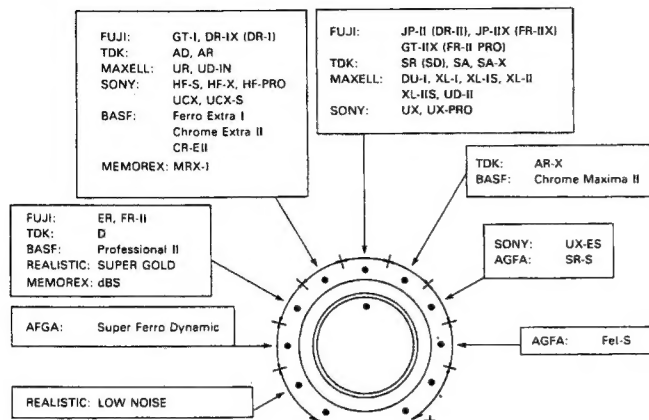 FUJI: GT-I, DR-IX (DR-I)
TDK: AD, AR
MAXELL: UR, UD-IN
SONY: HF-S, HF-X, HF-PRO
UCX, UCX-S
BASF: Ferro Extra I
Chrome Extra II
CR-EII
MEMOREX: MRX-I
FUJI: JP-II (DR-II), JP-IIX (FR-IIX)
GT-IIX (FR-II PRO)
TDK: SR (SD), SA, SA-X
MAXELL: DU-I, XL-I, XL-IS, XL-II
XL-IIS, UD-II
SONY: UX, UX-PRO
TDK: AR-X
BASF: Chrome Maxima II
FUJI: ER, FR-II
TDK: D
BASF: Professional II
REALISTIC: SUPER GOLD
MEMOREX: dBS
SONY: UX-ES
AGFA: SR-S
AFGA: Super Ferro Dynamic
AGFA: FeI-S
REALISTIC: LOW NOISE